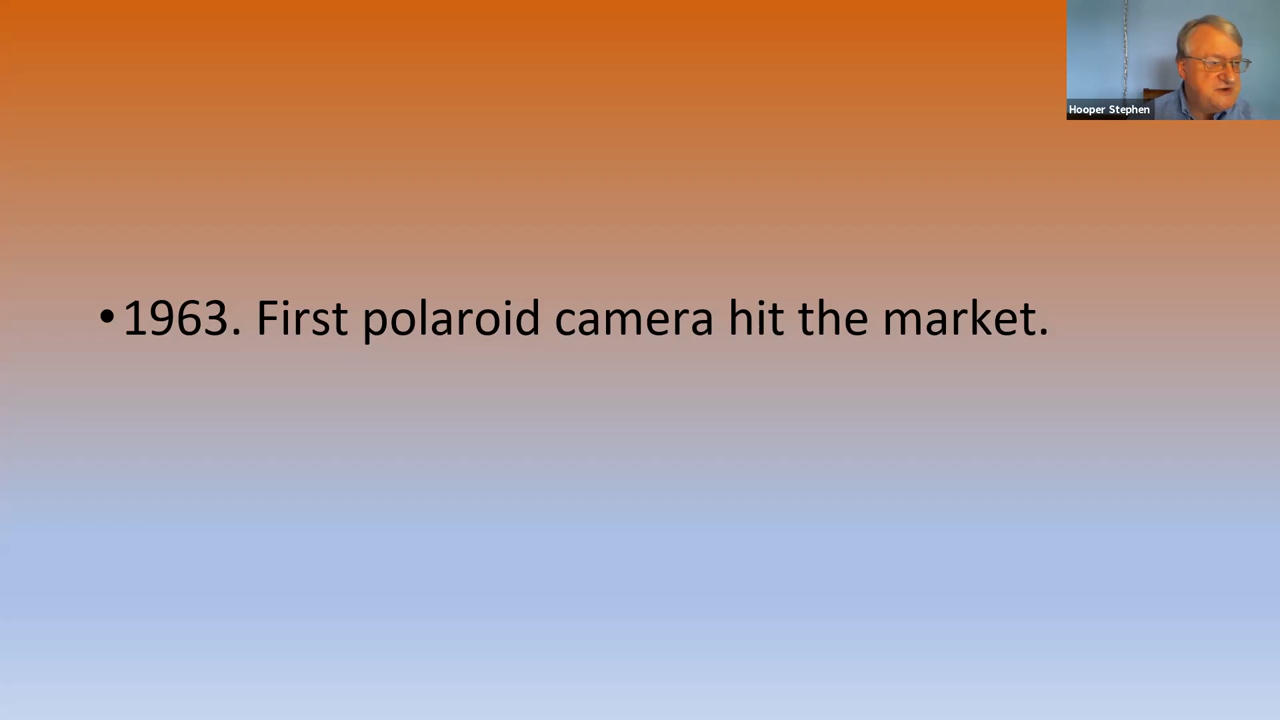 Hooper Stephen
•1963. First polaroid camera hit the market.